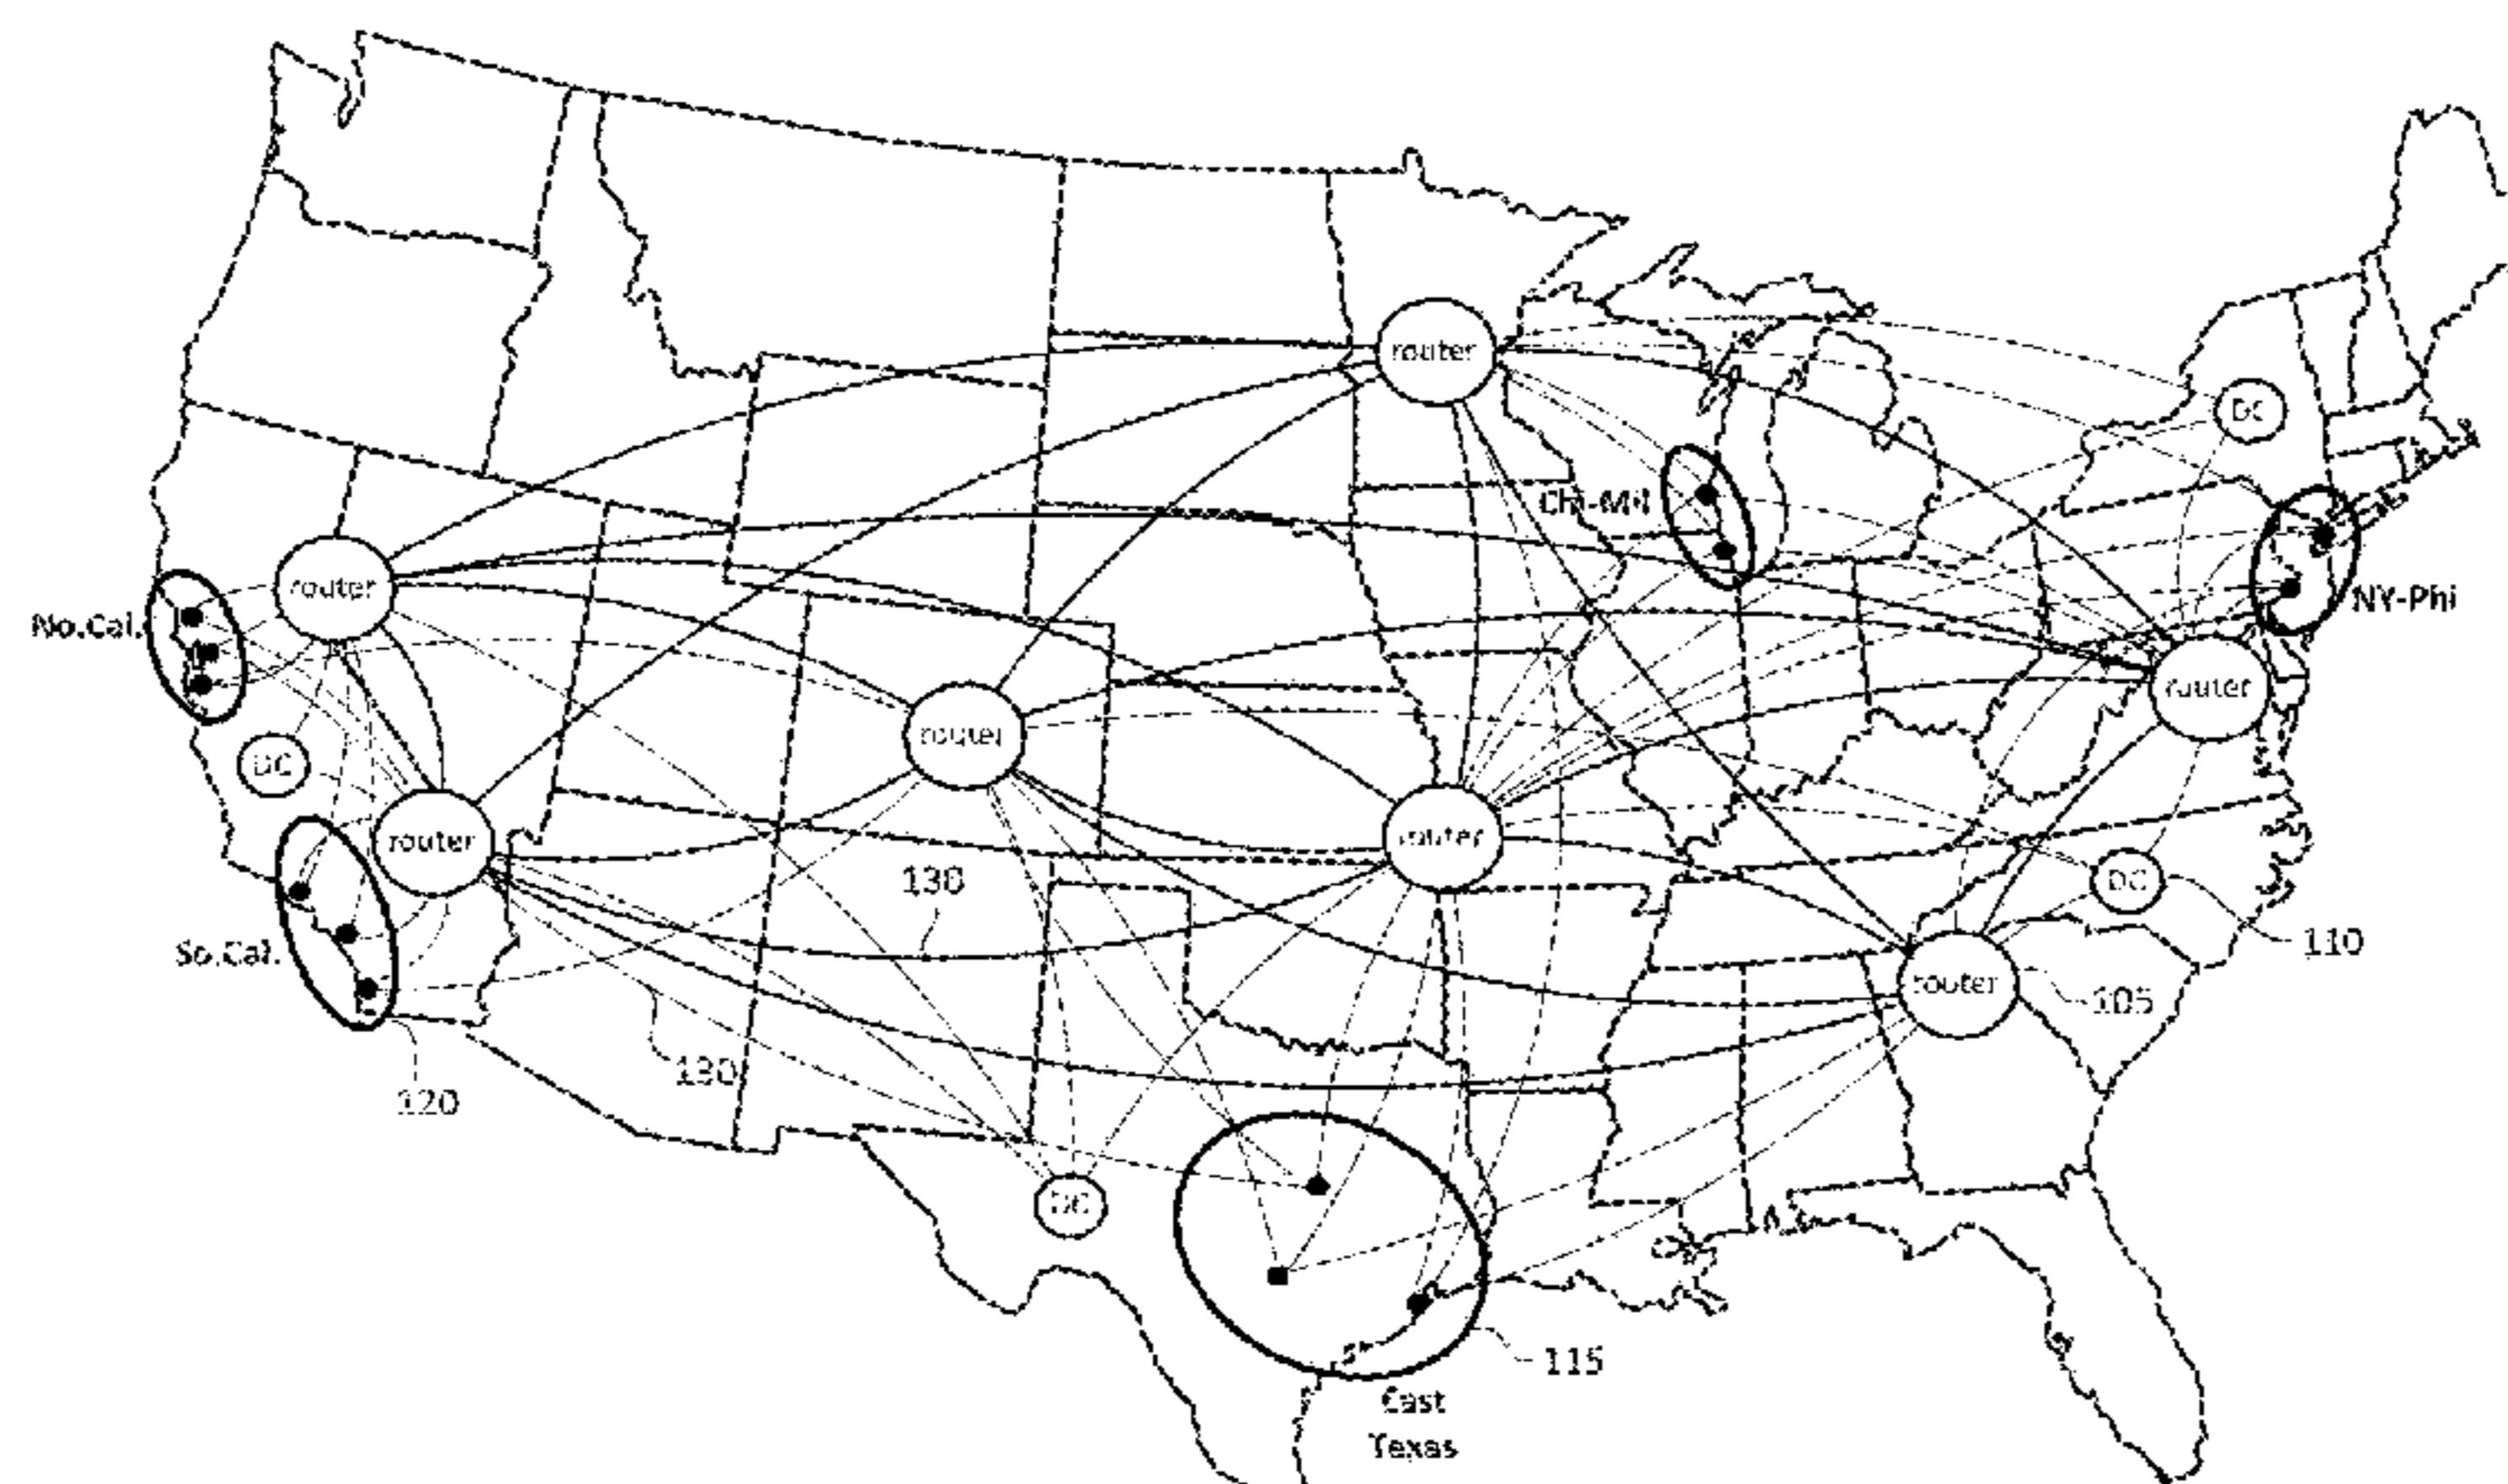 router
DC
Chi-Mil
router
No.Cal.
NY-Phi
router
router
DC
router
router
130
DC
So.Cal.
110
router
105
130
120
DC
115
East
Texas